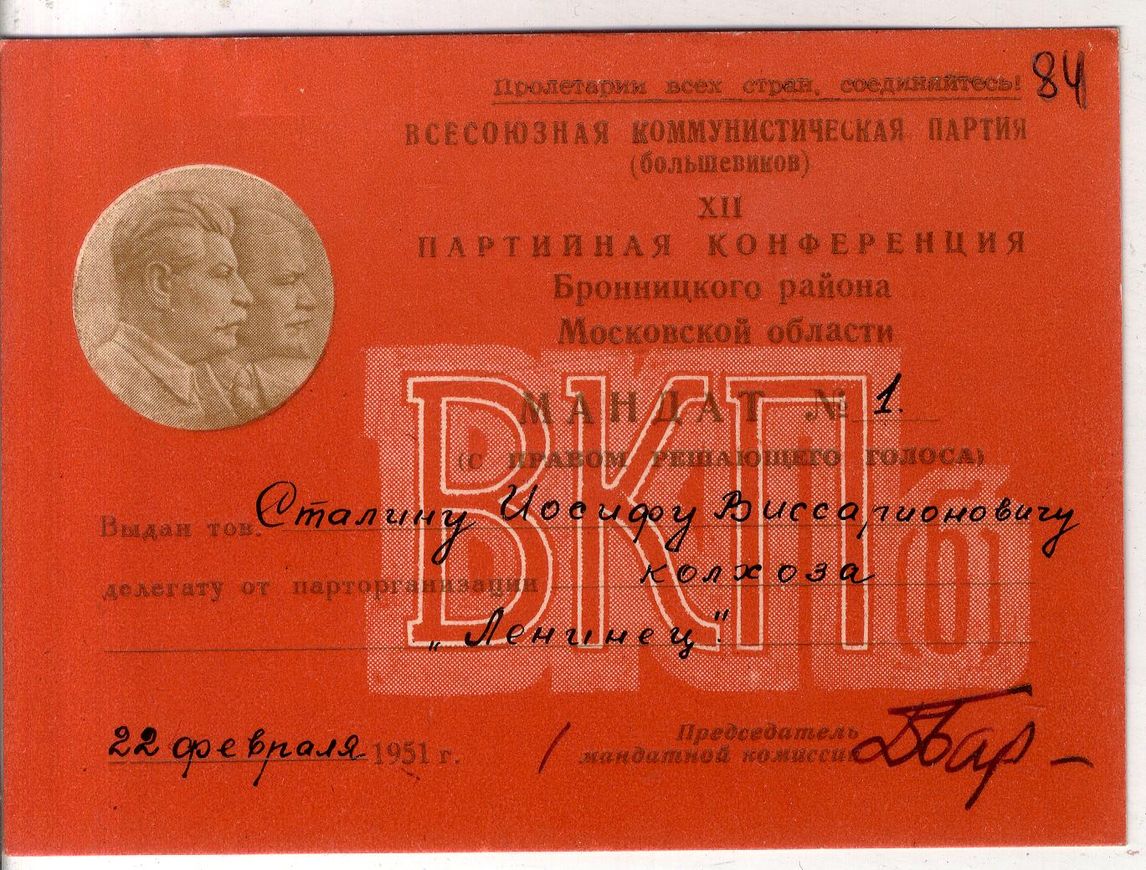 84
Пролетарии всех стран, соединяйтесь!
ВСЕСОЮЗНАЯ КОММУНИСТИЧЕСКАЯ ПАРТИЯ
(большевиков)
XII
ПАРТИЙНАЯ КОНФЕРЕНЦИЯ
Бронницкого района
Московской области
МАНДАТ № 1.
(С ПРАВОМ РЕШАЮЩЕГО ГОЛОСА)
ВКП(б)
Выдан тов. Сталину Иосифу Виссарионовичу
делегату от парторганизации колхоза
„Ленинец".
22 февраля 1951 г.
Председатель
мандатной комиссии